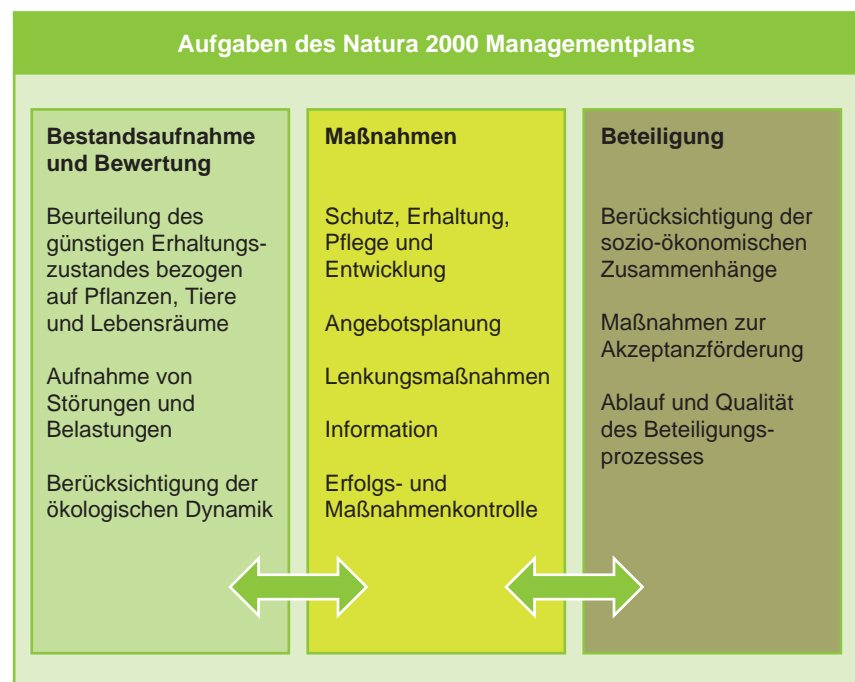 Aufgaben des Natura 2000 Managementplans
Bestandsaufnahme
und Bewertung
Beurteilung des
günstigen Erhaltungs-
zustandes bezogen
auf Pflanzen, Tiere
und Lebensräume
Aufnahme von
Störungen und
Belastungen
Berücksichtigung der
ökologischen Dynamik
Maßnahmen
Schutz, Erhaltung,
Pflege und
Entwicklung
Angebotsplanung
Lenkungsmaßnahmen
Information
Erfolgs- und
Maßnahmenkontrolle
Beteiligung
Berücksichtigung der
sozio-ökonomischen
Zusammenhänge
Maßnahmen zur
Akzeptanzförderung
Ablauf und Qualität
des Beteiligungs-
prozesses